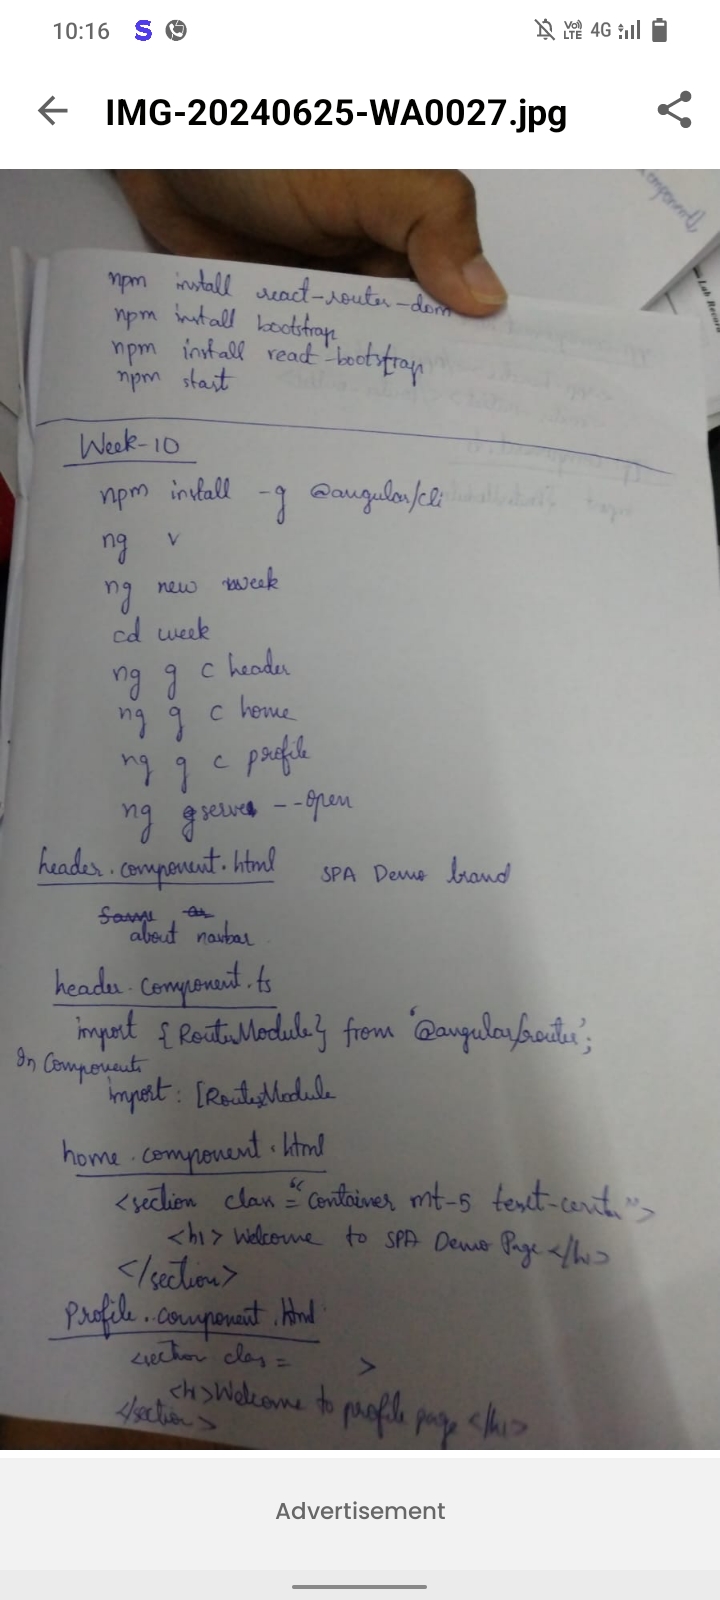 10:16 S Vo)) LTE 4G
IMG-20240625-WA0027.jpg
omponent
Lab Record
npm install react-router-dom
npm install bootstrap
npm install react-bootstrap
npm start
Week-10
npm install -g @angular/cli
ng v
ng new week
cd week
ng g c header
ng g c home
ng g c profile
ng serve --open
header.component.html SPA Demo brand
Same as
about navbar
header.component.ts
import {RouterModule} from '@angular/router';
In Components
import: [RouterModule
home.component.html
<section class="Container mt-5 text-center">
<h1> Welcome to SPA Demo Page </h1>
</section>
Profile.component.html
<section class= >
<h1>Welcome to profile page </h1>
</section>
Advertisement